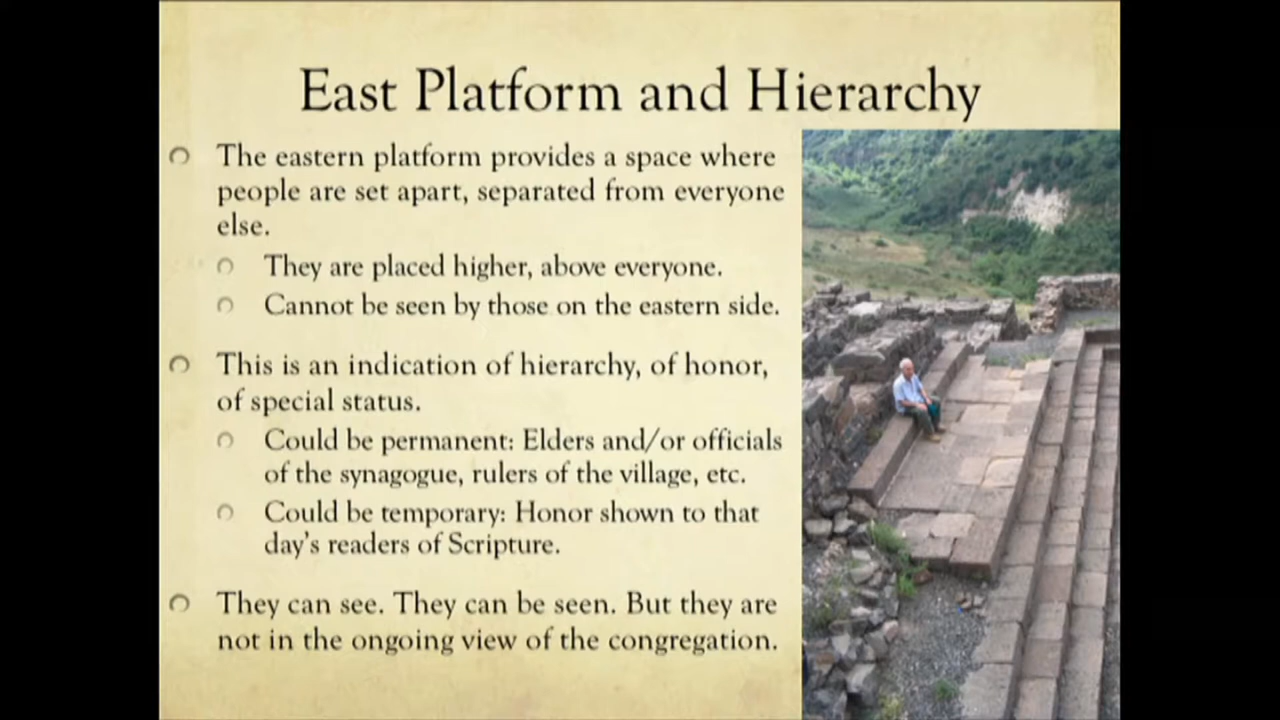 East Platform and Hierarchy
The eastern platform provides a space where
people are set apart, separated from everyone
else.
They are placed higher, above everyone.
Cannot be seen by those on the eastern side.
This is an indication of hierarchy, of honor,
of special status.
Could be permanent: Elders and/or officials
of the synagogue, rulers of the village, etc.
Could be temporary: Honor shown to that
day's readers of Scripture.
They can see. They can be seen. But they are
not in the ongoing view of the congregation.